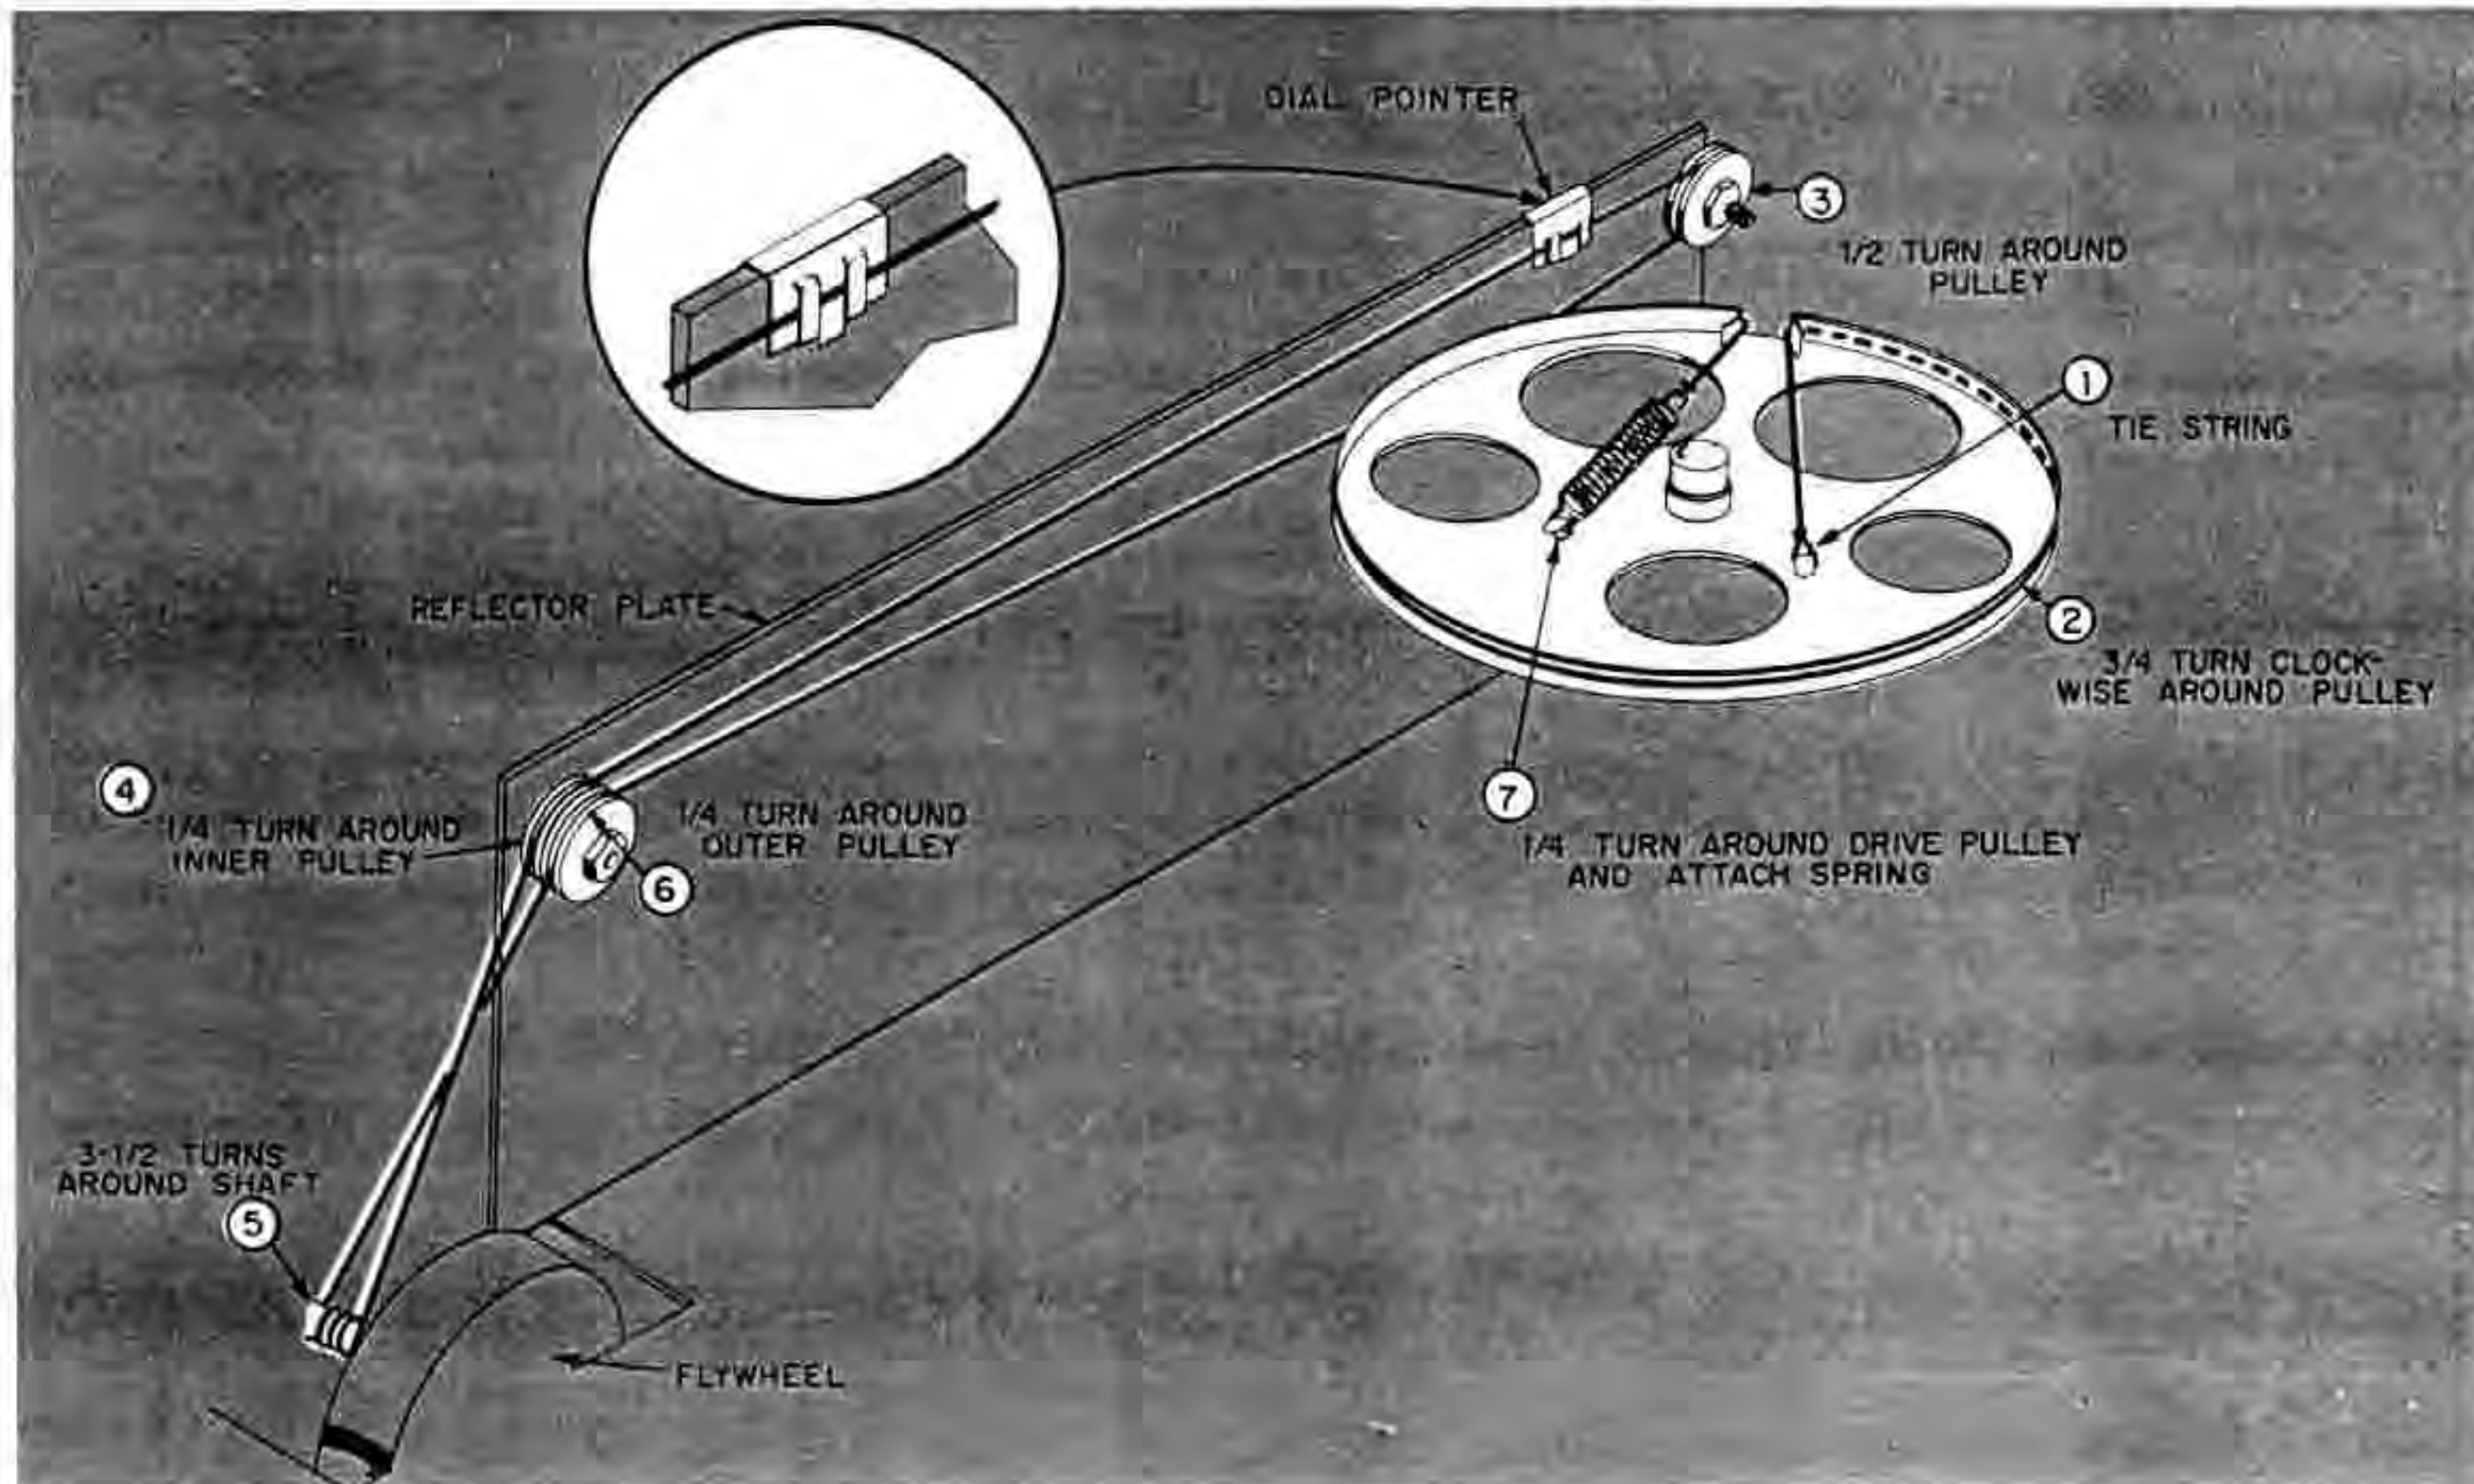 DIAL POINTER
3
1/2 TURN AROUND
PULLEY
1
TIE STRING
REFLECTOR PLATE
2
3/4 TURN CLOCK-
WISE AROUND PULLEY
4
1/4 TURN AROUND
INNER PULLEY
1/4 TURN AROUND
OUTER PULLEY
6
7
1/4 TURN AROUND DRIVE PULLEY
AND ATTACH SPRING
3-1/2 TURNS
AROUND SHAFT
5
FLYWHEEL